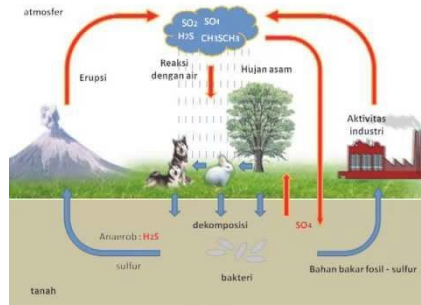 atmosfer
SO2 SO4
H2S CH3SCH3
Erupsi
Reaksi
dengan air
Hujan asam
Aktivitas
industri
dekomposisi
SO4
Anaerob : H2S
sulfur
bakteri
Bahan bakar fosil - sulfur
tanah